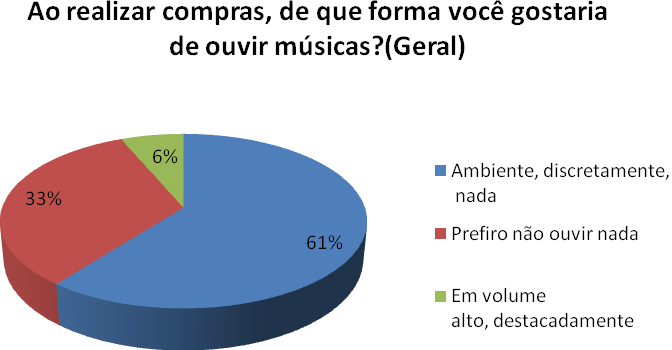 Ao realizar compras, de que forma você gostaria
de ouvir músicas?(Geral)
6%
33%
61%
Ambiente, discretamente,
nada
Prefiro não ouvir nada
Em volume
alto, destacadamente